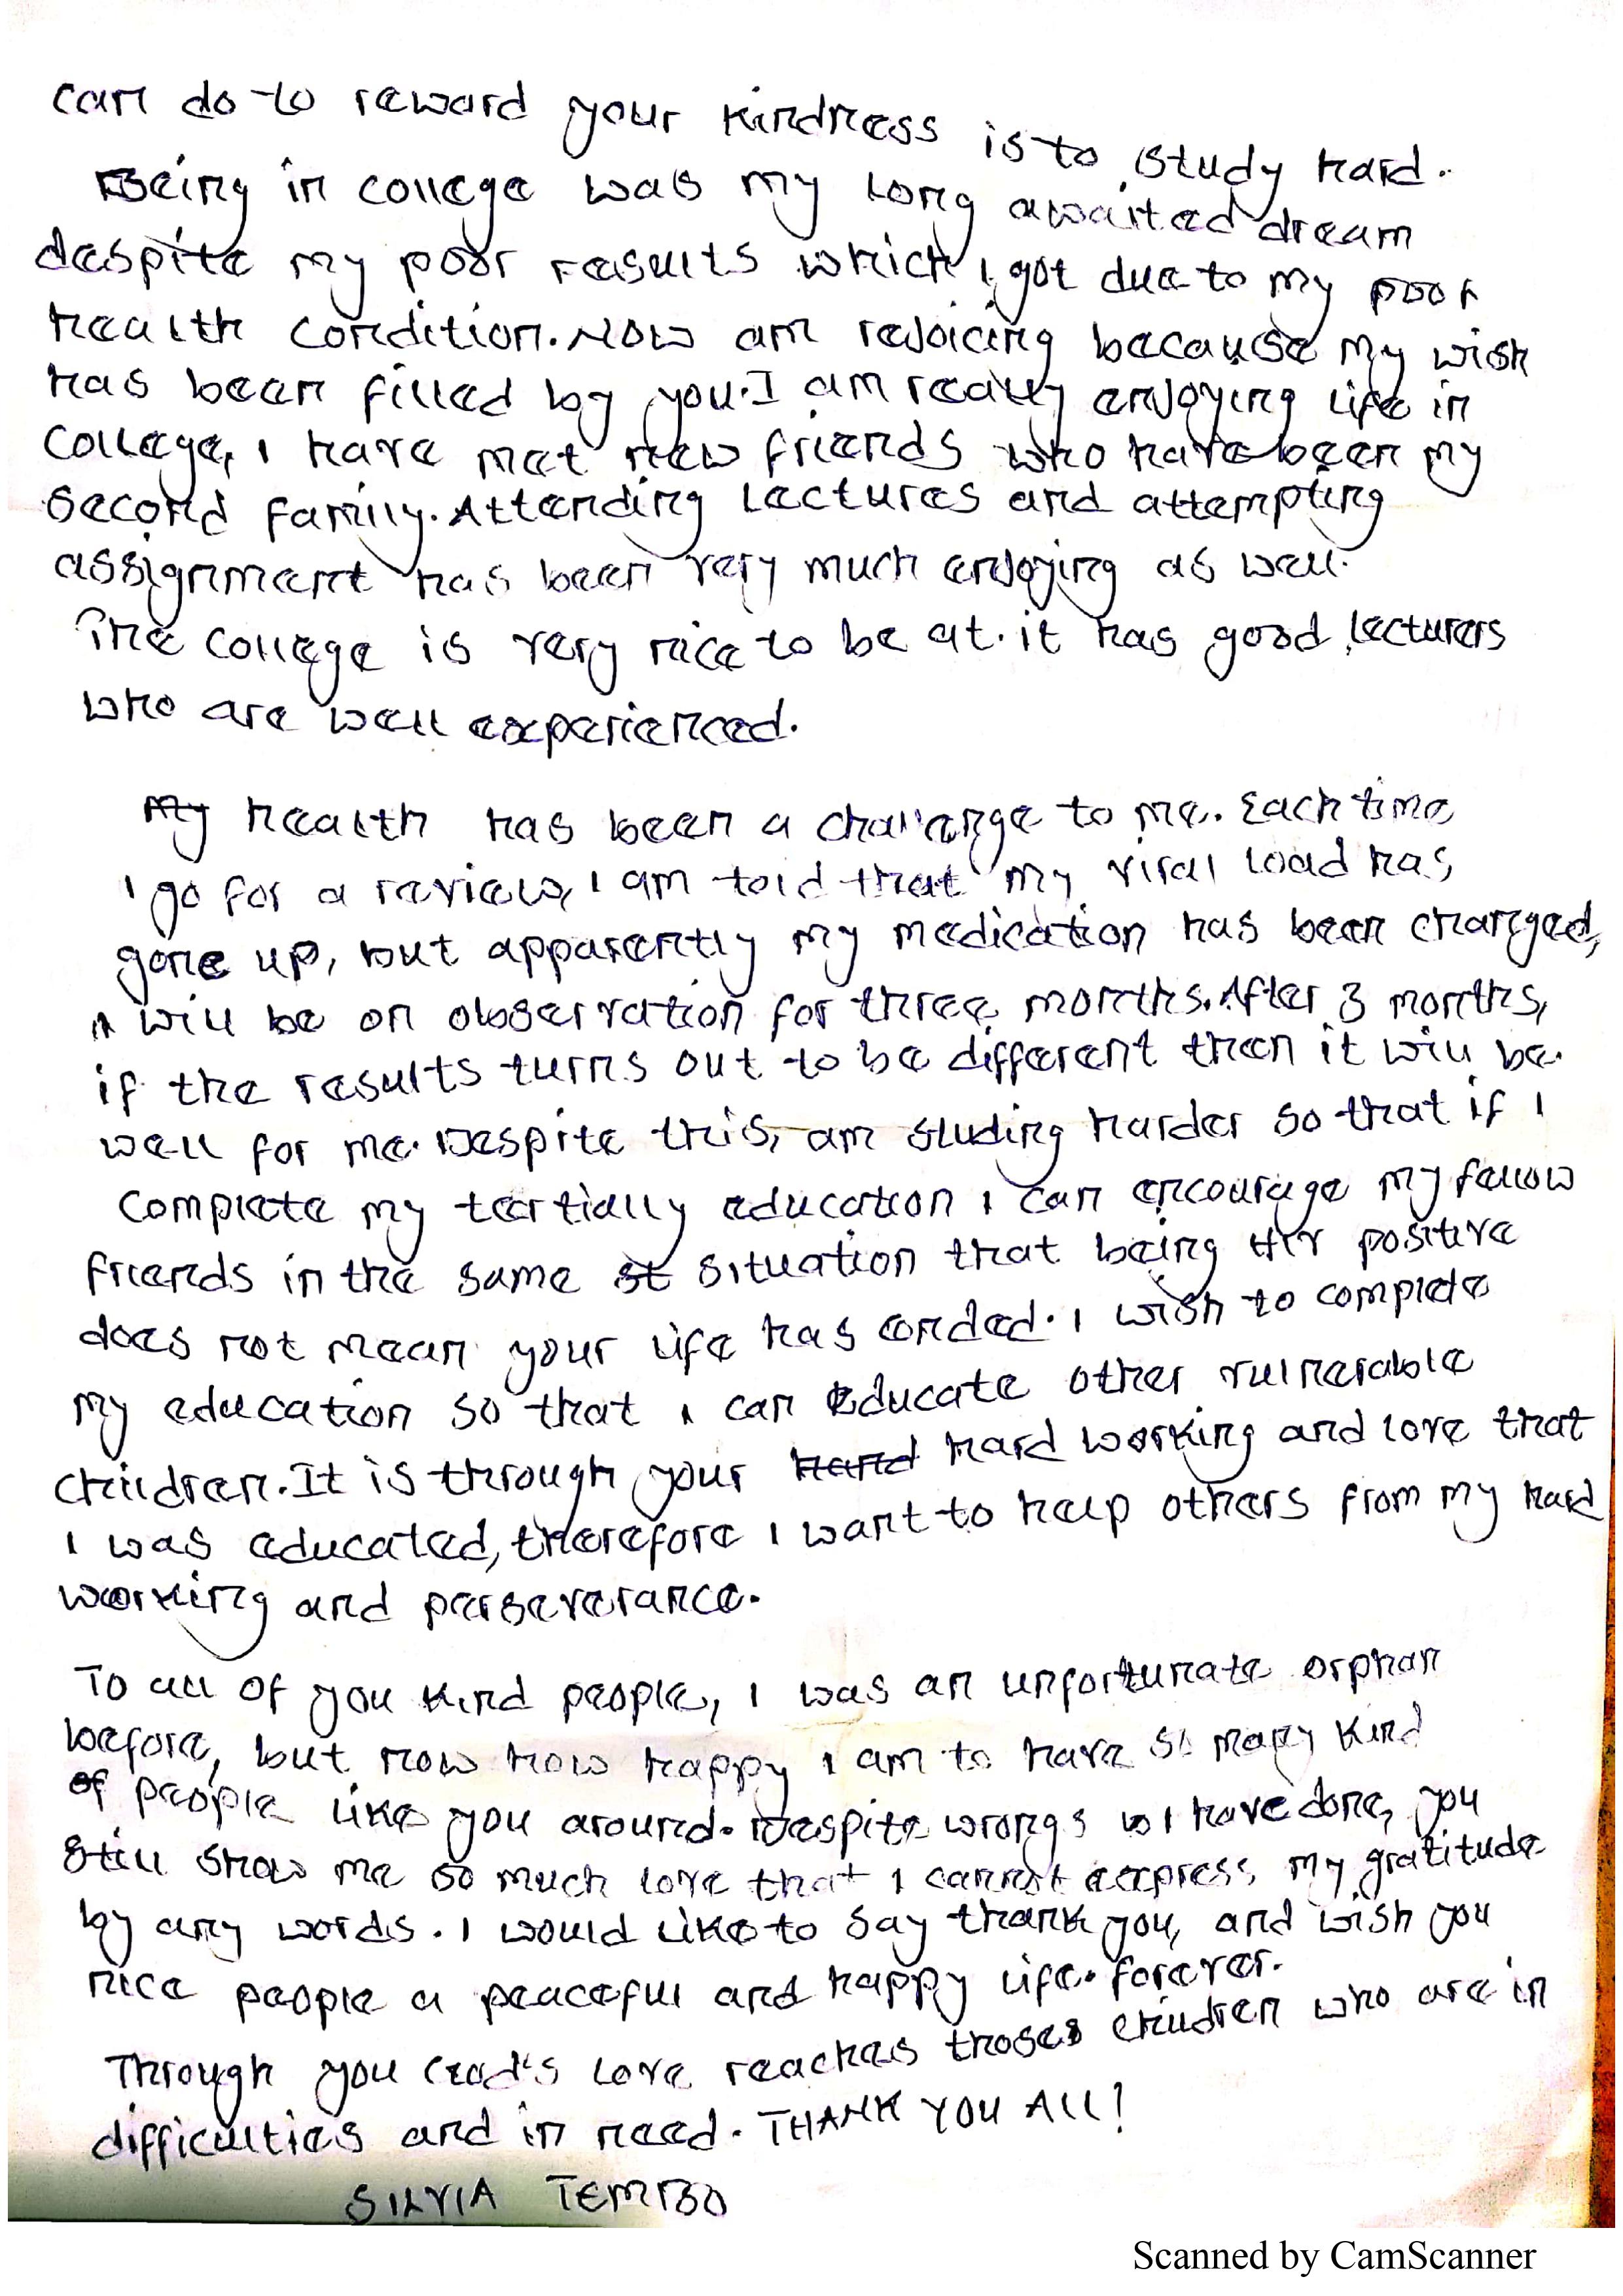 can do to reward your kindness is to study hard.
Being in college was my long awaited dream
despite my poor results which i got due to my poor
health condition. Now am rejoicing because my wish
has been filled by you. I am really enjoying life in
college, i have met new friends who have been my
second family. Attending lectures and attempting
assignment has been very much enjoying as well.
The college is very nice to be at. it has good lecturers
who are well experienced.
My health has been a challenge to me. Each time
i go for a review, i am told that my viral load has
gone up, but apparently my medication has been changed,
i will be on observation for three months. After 3 months,
if the results turns out to be different then it will be
well for me. Despite this, am studing harder so that if i
complete my tertially education i can encourage my fellow
friends in the same st situation that being HIV positive
does not mean your life has ended. i wish to complete
my education so that i can educate other vulnerable
children. It is through your hard hard working and love that
I was educated, therefore i want to help others from my hard
working and perseverance.
To all of you kind people, i was an unfortunate orphan
before, but now how happy i am to have so many kind
of people like you around. Despite wrongs i have done, you
still show me so much love that i cannot express my gratitude
by any words. i would like to say thank you, and wish you
nice people a peaceful and happy life. forever.
Through you God's love reaches thoses children who are in
difficulties and in need. THANK YOU ALL!
SILVIA TEMBO
Scanned by CamScanner